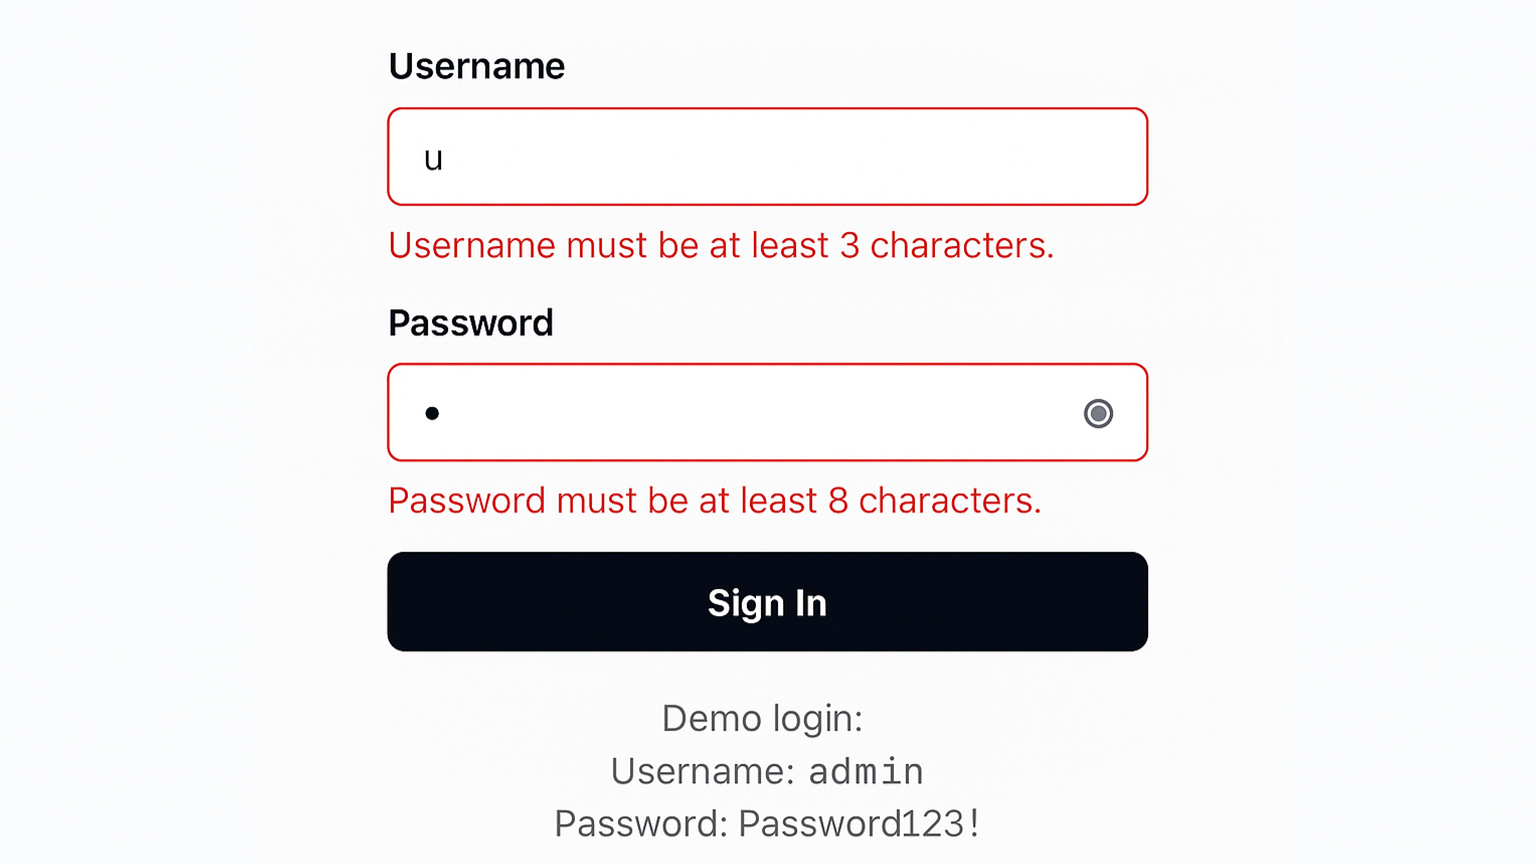 Username
u
Username must be at least 3 characters.
Password
•
Password must be at least 8 characters.
Sign In
Demo login:
Username: admin
Password: Password123!